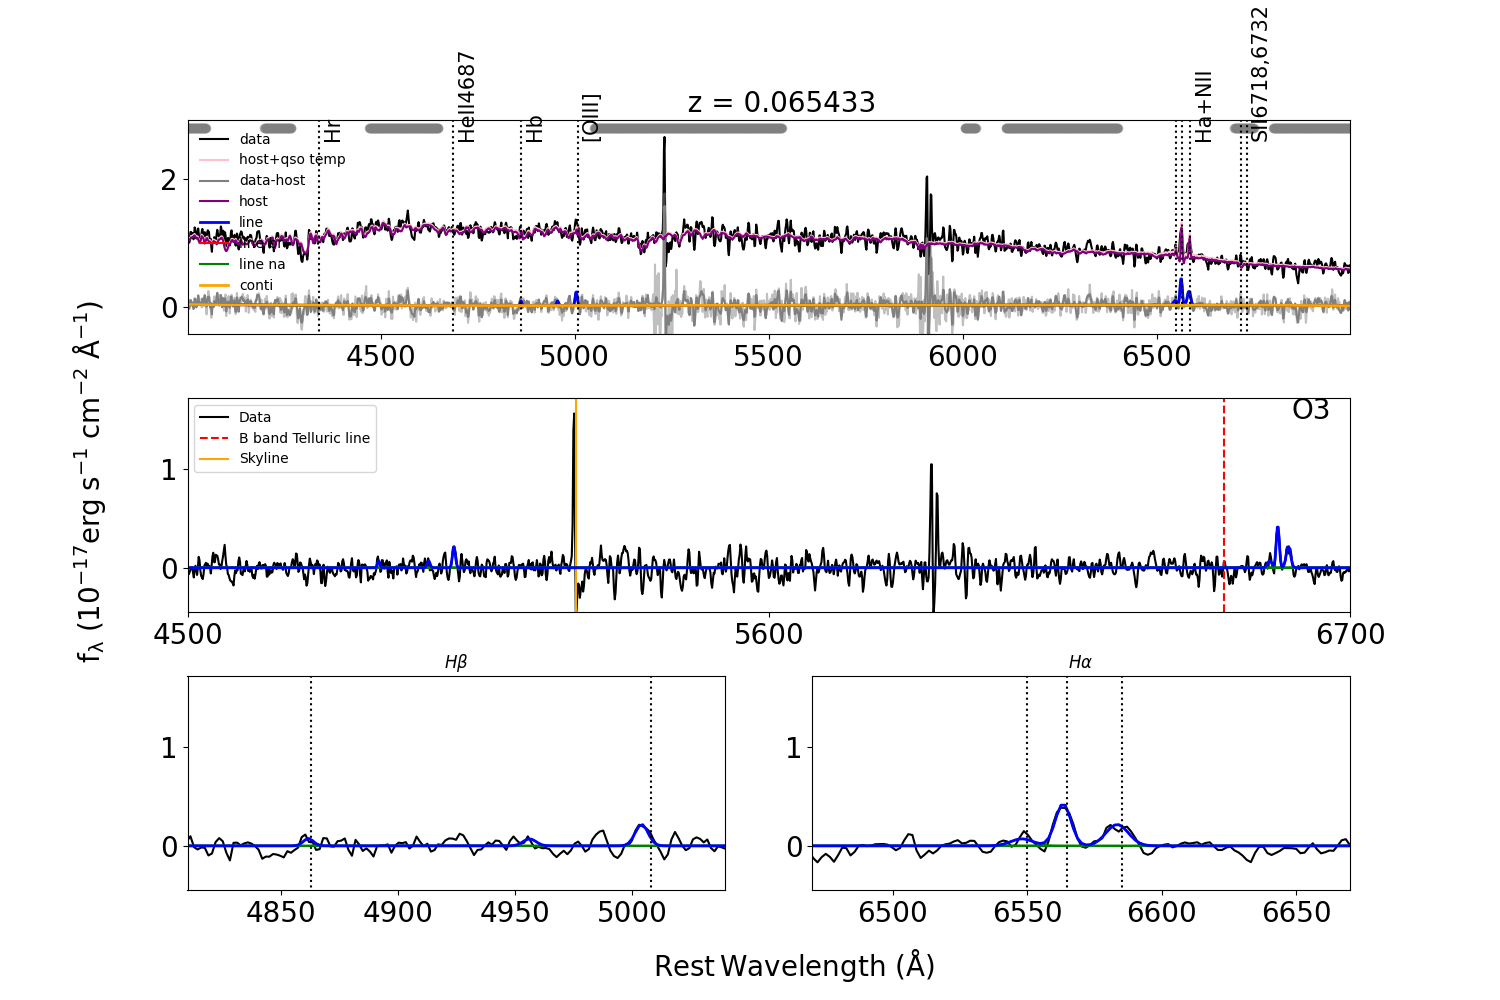 z = 0.065433
Hr
HeII4687
Hb
[OIII]
Ha+NII
SII6718,6732
data
host+qso temp
data-host
host
line
line na
conti
2
0
4500
5000
5500
6000
6500
O3
Data
B band Telluric line
Skyline
1
0
4500
5600
6700
fλ (10−17erg s−1 cm−2 Å−1)
Hβ
1
0
4850
4900
4950
5000
Hα
1
0
6500
6550
6600
6650
Rest Wavelength (Å)